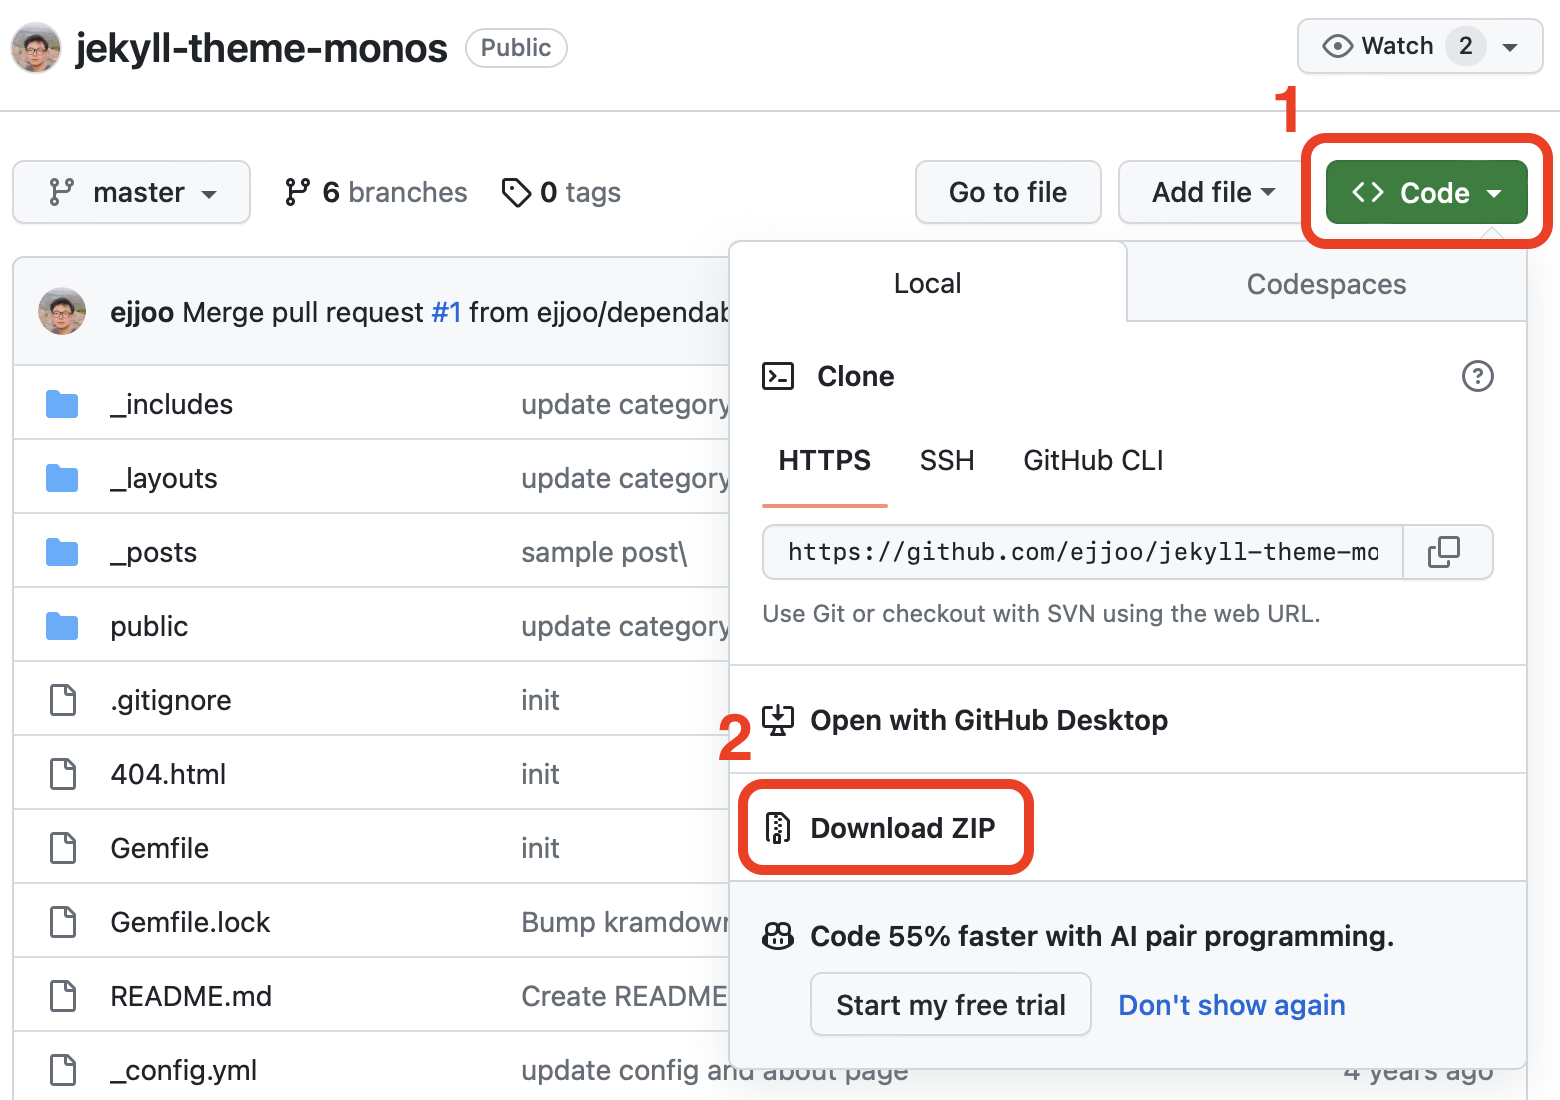 jekyll-theme-monos Public
Watch 2
1
master 6 branches 0 tags Go to file Add file Code
ejjoo Merge pull request #1 from ejjoo/dependab
Local Codespaces
Clone
HTTPS SSH GitHub CLI
https://github.com/ejjoo/jekyll-theme-mo
Use Git or checkout with SVN using the web URL.
Open with GitHub Desktop
2
Download ZIP
Code 55% faster with AI pair programming.
Start my free trial Don't show again
_includes update category
_layouts update category
_posts sample post\
public update category
.gitignore init
404.html init
Gemfile init
Gemfile.lock Bump kramdown
README.md Create README
_config.yml update config and about page 4 years ago